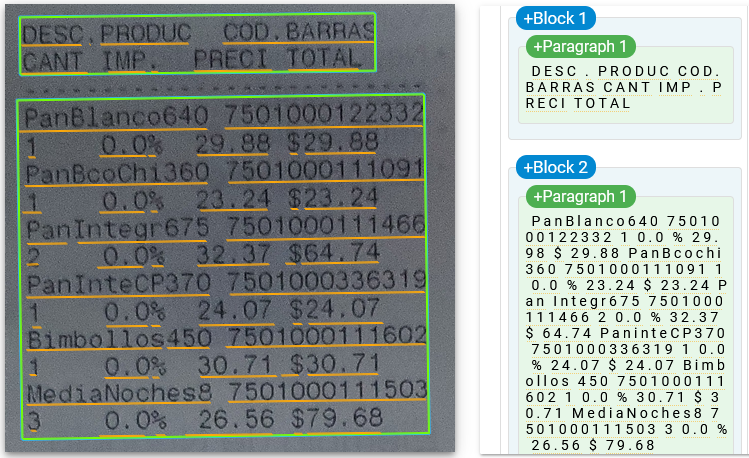 DESC.PRODUC COD.BARRAS
CANT IMP. PRECI TOTAL
PanBlanco640 7501000122332
1 0.0% 29.88 $29.88
PanBcoChi360 7501000111091
1 0.0% 23.24 $23.24
PanIntegr675 7501000111466
2 0.0% 32.37 $64.74
PanInteCP370 7501000336319
1 0.0% 24.07 $24.07
Bimbollos450 7501000111602
1 0.0% 30.71 $30.71
MediaNoches8 7501000111503
3 0.0% 26.56 $79.68
+Block 1
+Paragraph 1
DESC . PRODUC COD.
BARRAS CANT IMP . P
RECI TOTAL
+Block 2
+Paragraph 1
PanBlanco640 75010
00122332 1 0.0 % 29.
98 $ 29.88 PanBcochi
360 7501000111091 1
0.0 % 23.24 $ 23.24 P
an Integr675 7501000
111466 2 0.0 % 32.37
$ 64.74 PaninteCP370
7501000336319 1 0.0
% 24.07 $ 24.07 Bimb
ollos 450 7501000111
602 1 0.0 % 30.71 $ 3
0.71 MediaNoches8 7
501000111503 3 0.0 %
26.56 $ 79.68